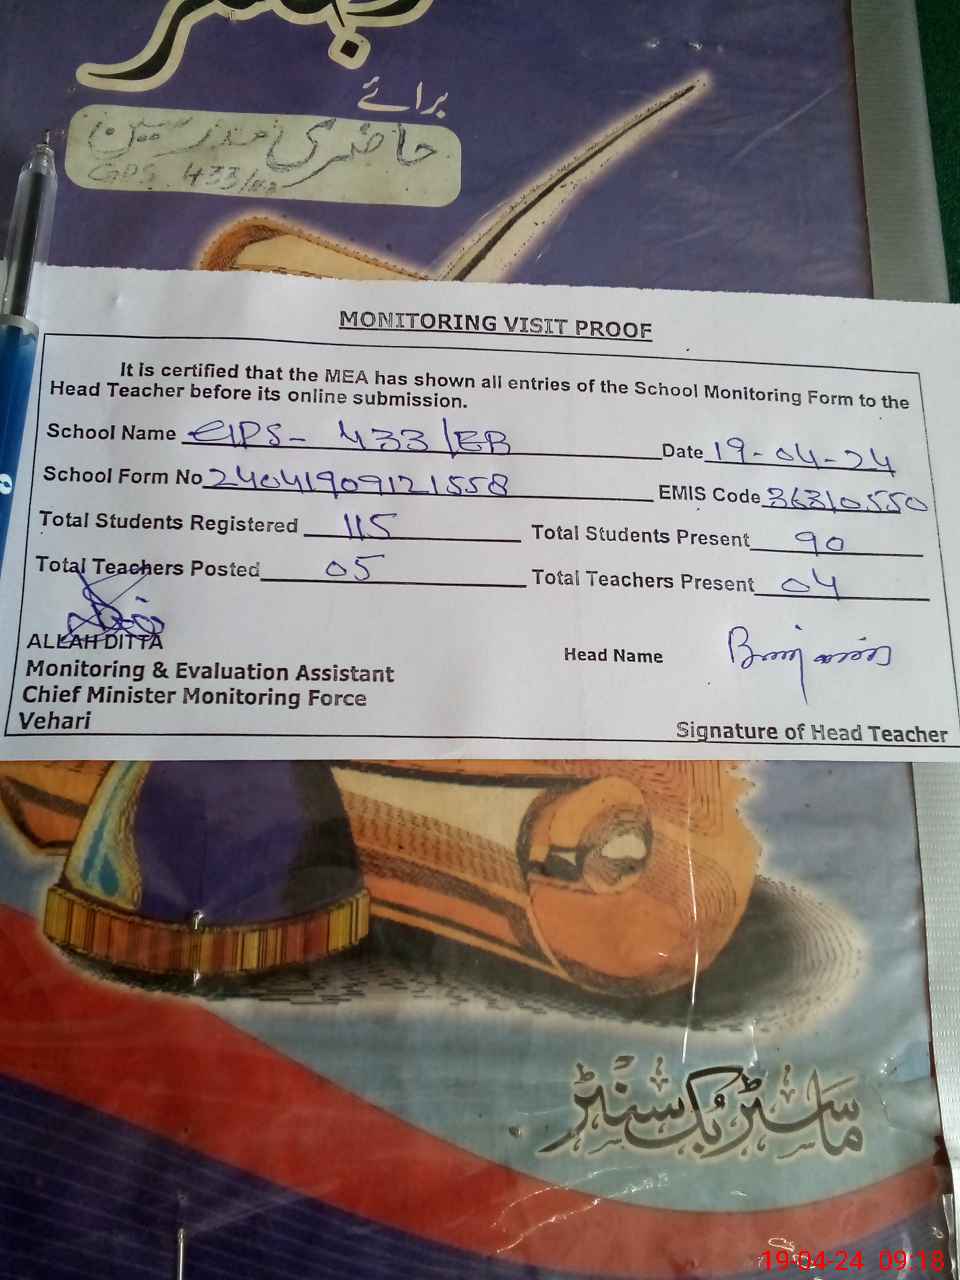 رجسٹر
برائے
حاضری مدرسین
GPS 433/EB
MONITORING VISIT PROOF
It is certified that the MEA has shown all entries of the School Monitoring Form to the
Head Teacher before its online submission.
School Name GPS- 433/EB Date 19-04-24
School Form No 24041909121558 EMIS Code 36310550
Total Students Registered 115 Total Students Present 90
Total Teachers Posted 05 Total Teachers Present 04
ALLAH DITTA
Monitoring & Evaluation Assistant Head Name
Chief Minister Monitoring Force
Vehari Signature of Head Teacher
ماسٹر بک سنٹر
19-04-24 09:18